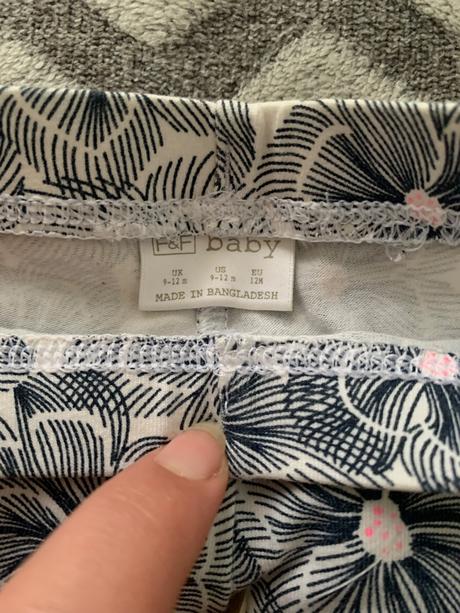 F&F baby
UK US EU
9-12 m 9-12 m 12M
MADE IN BANGLADESH